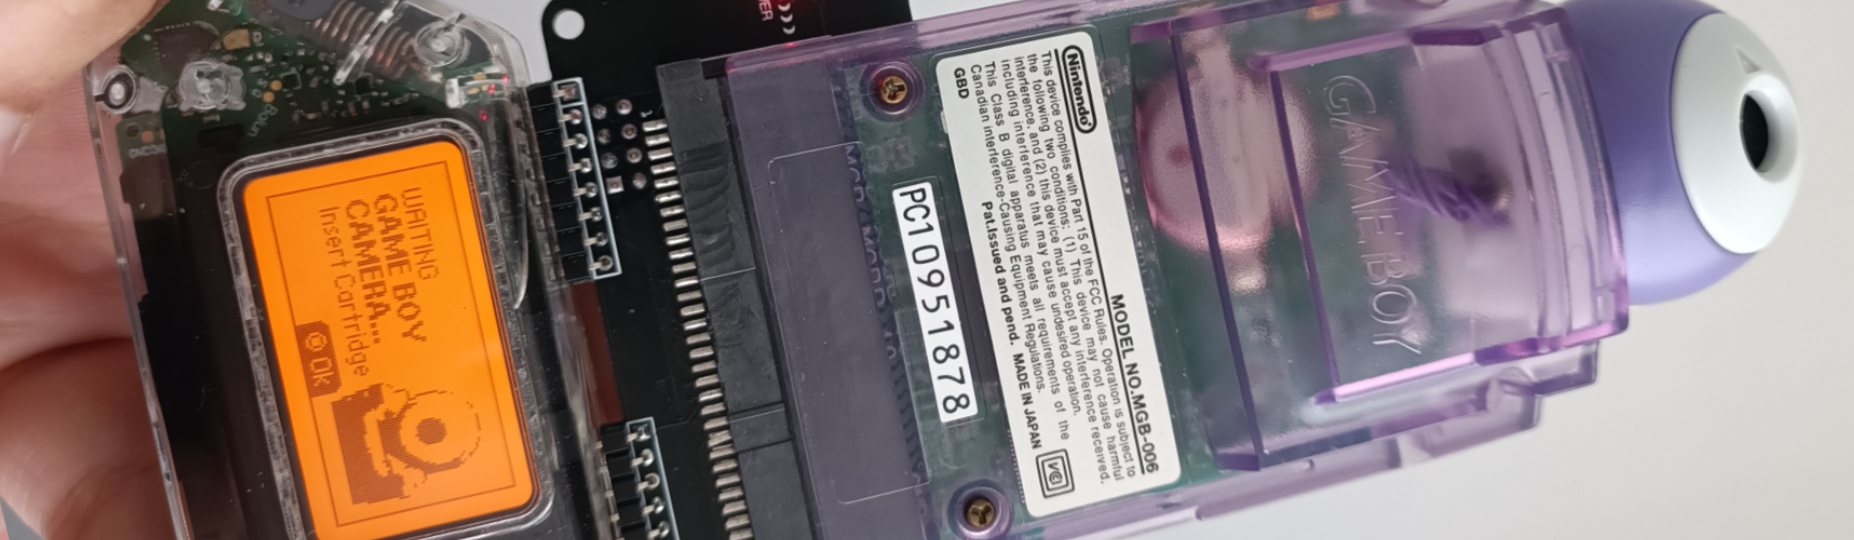 WAITING
GAME BOY
CAMERA...
Insert Cartridge
Ok
1
PC10951878
Nintendo
MODEL NO.MGB-006
This device complies with Part 15 of the FCC Rules. Operation is subject to
the following two conditions: (1) This device may not cause harmful
interference, and (2) this device must accept any interference received,
including interference that may cause undesired operation.
This Class B digital apparatus meets all requirements of the
Canadian Interference-Causing Equipment Regulations.
GBD
Pat.Issued and pend. MADE IN JAPAN
GAME BOY